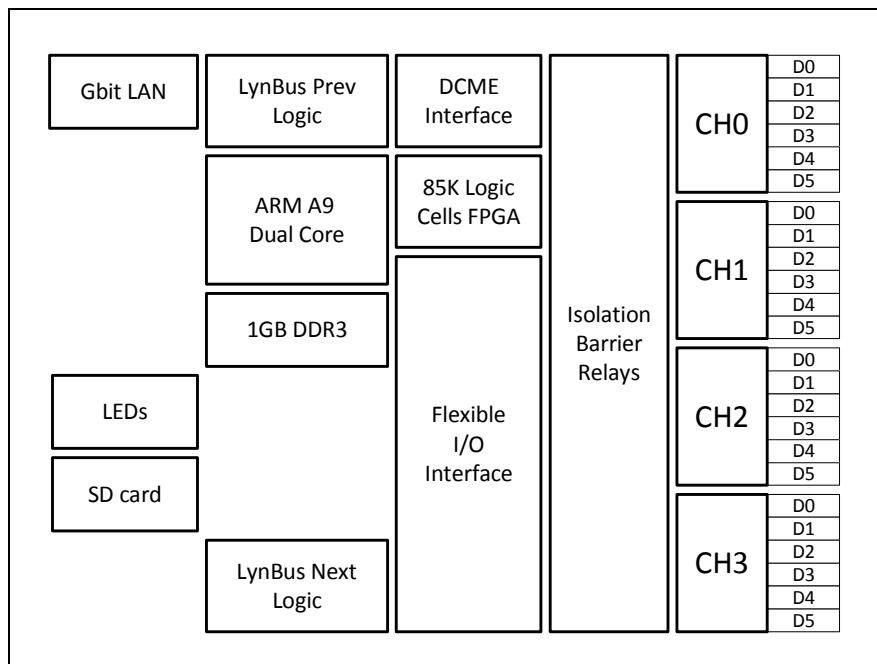 Gbit LAN
LynBus Prev
Logic
DCME
Interface
ARM A9
Dual Core
85K Logic
Cells FPGA
1GB DDR3
LEDs
SD card
Flexible
I/O
Interface
LynBus Next
Logic
Isolation
Barrier
Relays
CH0
D0
D1
D2
D3
D4
D5
CH1
D0
D1
D2
D3
D4
D5
CH2
D0
D1
D2
D3
D4
D5
CH3
D0
D1
D2
D3
D4
D5